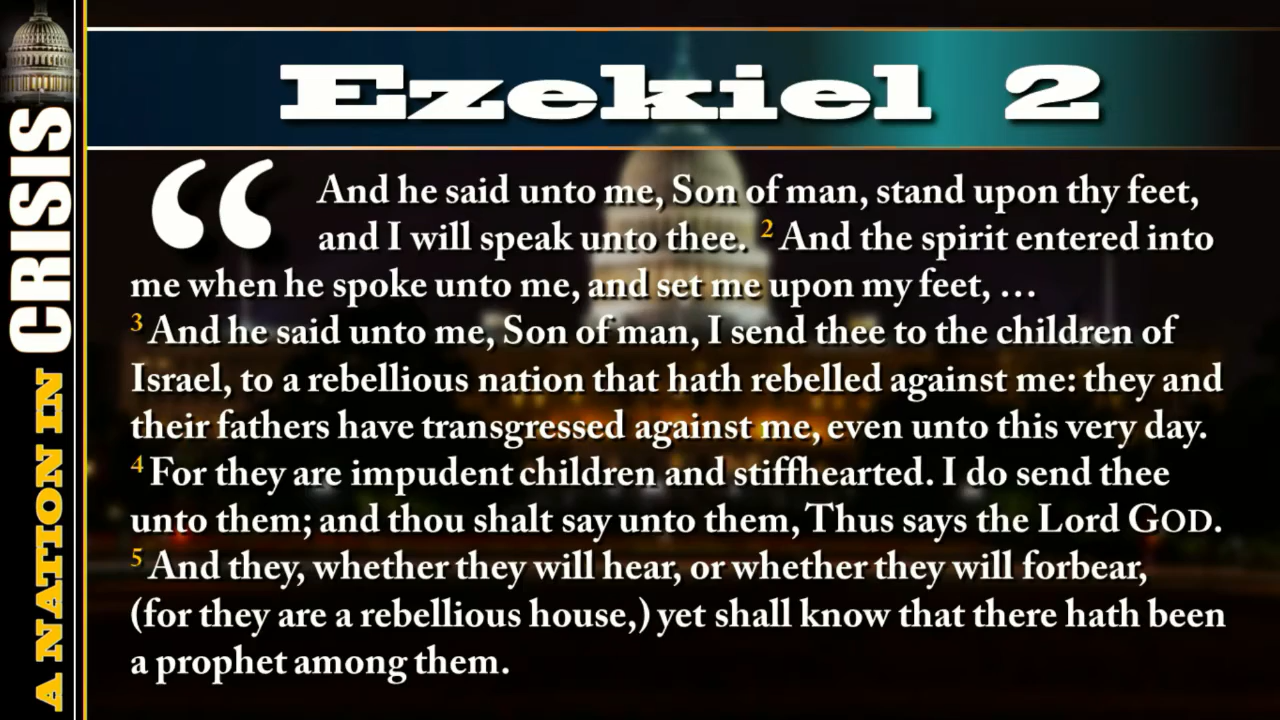 A NATION IN CRISIS
Ezekiel 2
“ And he said unto me, Son of man, stand upon thy feet,
and I will speak unto thee. 2 And the spirit entered into
me when he spoke unto me, and set me upon my feet, …
3 And he said unto me, Son of man, I send thee to the children of
Israel, to a rebellious nation that hath rebelled against me: they and
their fathers have transgressed against me, even unto this very day.
4 For they are impudent children and stiffhearted. I do send thee
unto them; and thou shalt say unto them, Thus says the Lord GOD.
5 And they, whether they will hear, or whether they will forbear,
(for they are a rebellious house,) yet shall know that there hath been
a prophet among them.